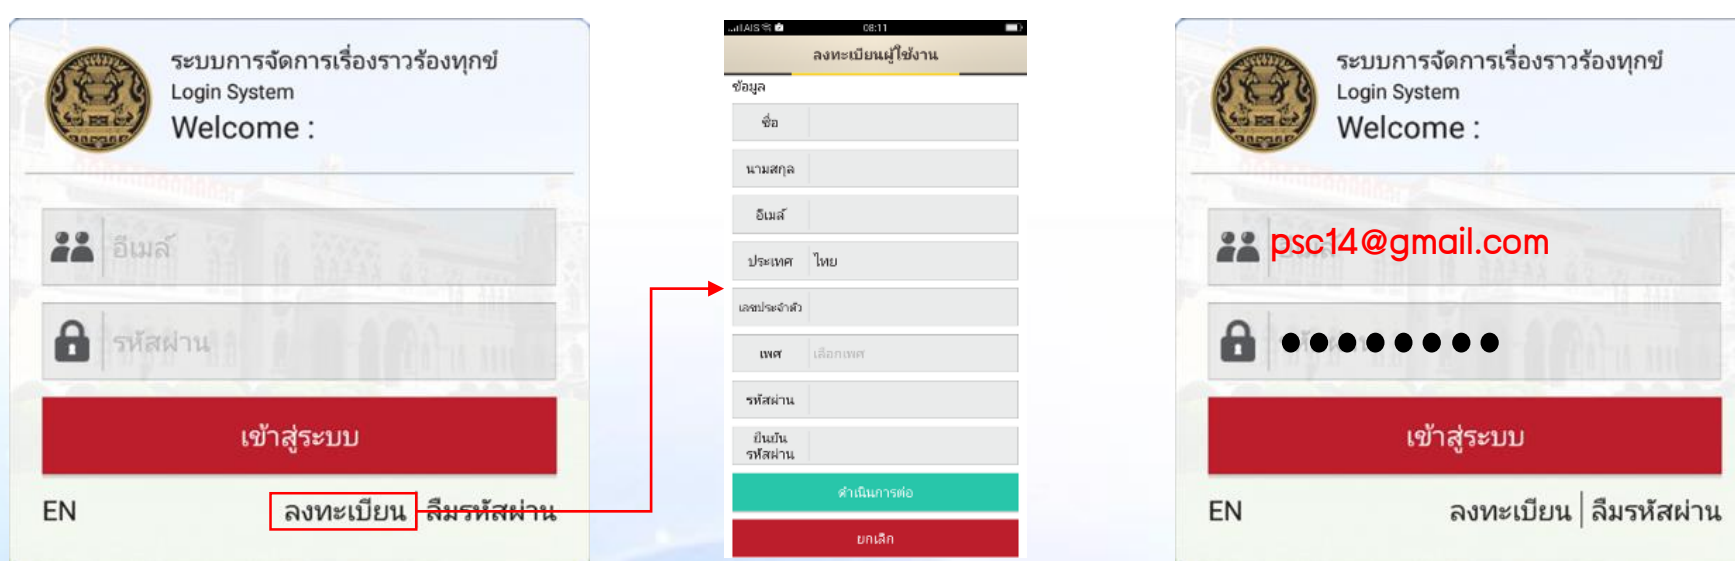 ระบบการจัดการเรื่องราวร้องทุกข์
Login System
Welcome :
อีเมล์
รหัสผ่าน
เข้าสู่ระบบ
EN
ลงทะเบียน
ลืมรหัสผ่าน
AIS
08:11
ลงทะเบียนผู้ใช้งาน
ข้อมูล
ชื่อ
นามสกุล
อีเมล์
ประเทศ ไทย
เลขประจำตัว
เพศ เลือกเพศ
รหัสผ่าน
ยืนยัน
รหัสผ่าน
ดำเนินการต่อ
ยกเลิก
ระบบการจัดการเรื่องราวร้องทุกข์
Login System
Welcome :
psc14@gmail.com
●●●●●●●●
เข้าสู่ระบบ
EN
ลงทะเบียน | ลืมรหัสผ่าน